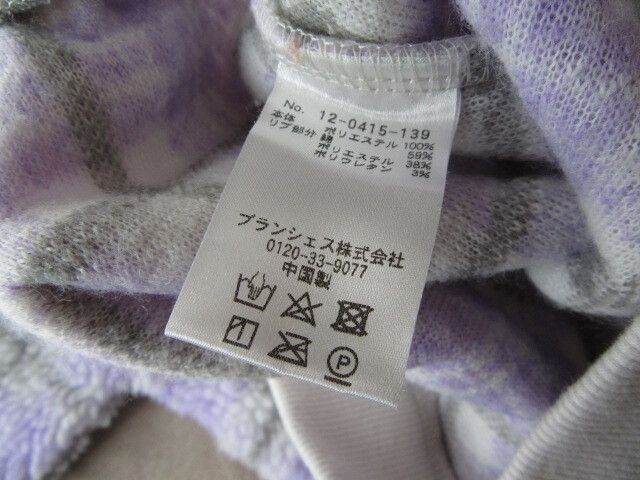 No. 12-0415-139
本体 ポリエステル 100%
リブ部分 綿 59%
ポリエステル 38%
ポリウレタン 3%
ブランシェス株式会社
0120-33-9077
中国製
P